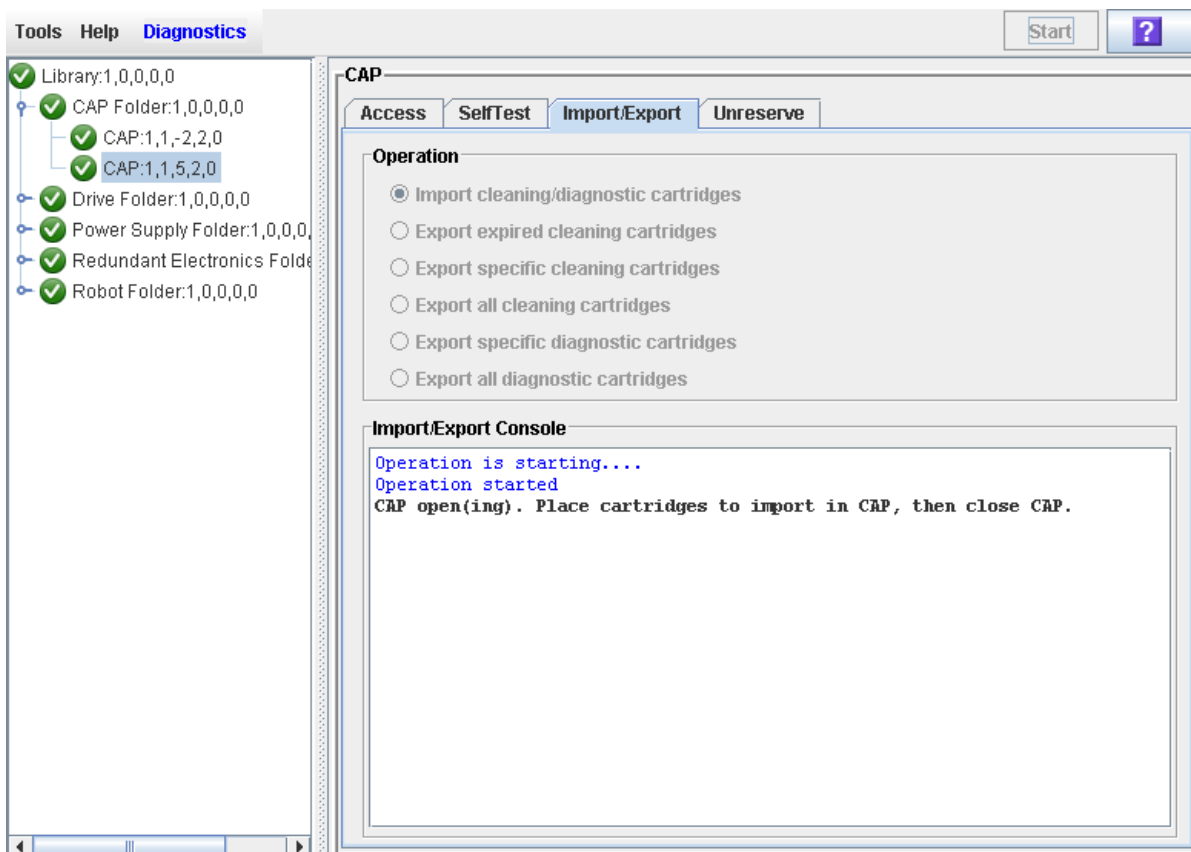 Tools Help Diagnostics
Start
?
Library:1,0,0,0,0
CAP Folder:1,0,0,0,0
CAP:1,1,-2,2,0
CAP:1,1,5,2,0
Drive Folder:1,0,0,0,0
Power Supply Folder:1,0,0,0,
Redundant Electronics Folde
Robot Folder:1,0,0,0,0
CAP
Access SelfTest Import/Export Unreserve
Operation
Import cleaning/diagnostic cartridges
Export expired cleaning cartridges
Export specific cleaning cartridges
Export all cleaning cartridges
Export specific diagnostic cartridges
Export all diagnostic cartridges
Import/Export Console
Operation is starting....
Operation started
CAP open(ing). Place cartridges to import in CAP, then close CAP.